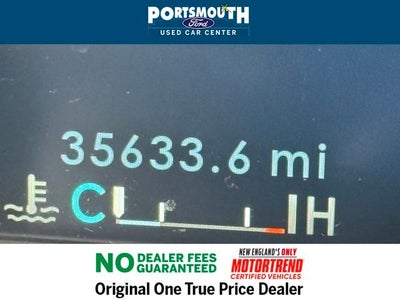 PORTSMOUTH
Ford
USED CAR CENTER
35633.6 mi
C H
NO DEALER FEES GUARANTEED
NEW ENGLAND'S ONLY
MOTORTREND
CERTIFIED VEHICLES
Original One True Price Dealer